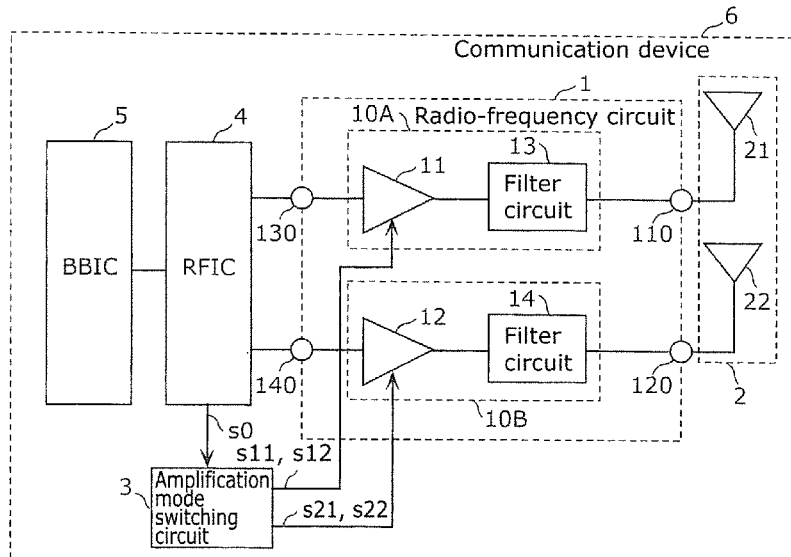 6
Communication device
5
4
1
10A
Radio-frequency circuit
11
13
Filter
circuit
21
130
110
BBIC
RFIC
12
14
Filter
circuit
22
140
120
10B
2
s0
s11, s12
3
Amplification
mode
switching
circuit
s21, s22